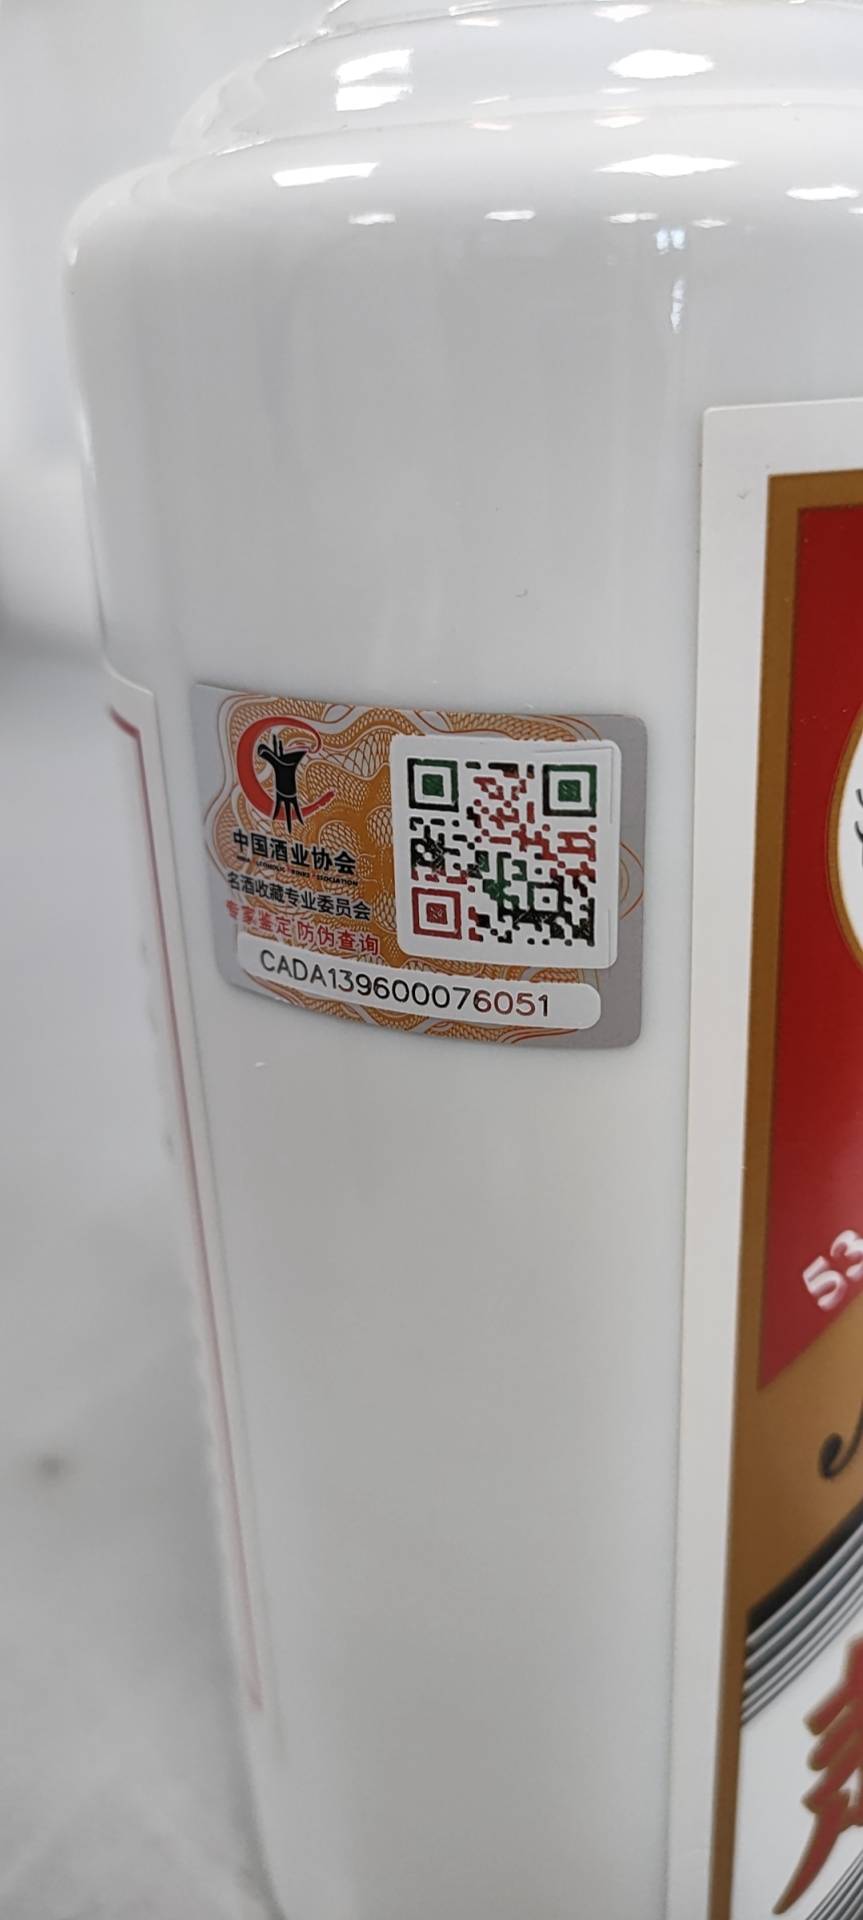 中国酒业协会
名酒收藏专业委员会
专家鉴定 防伪查询
CADA139600076051
53